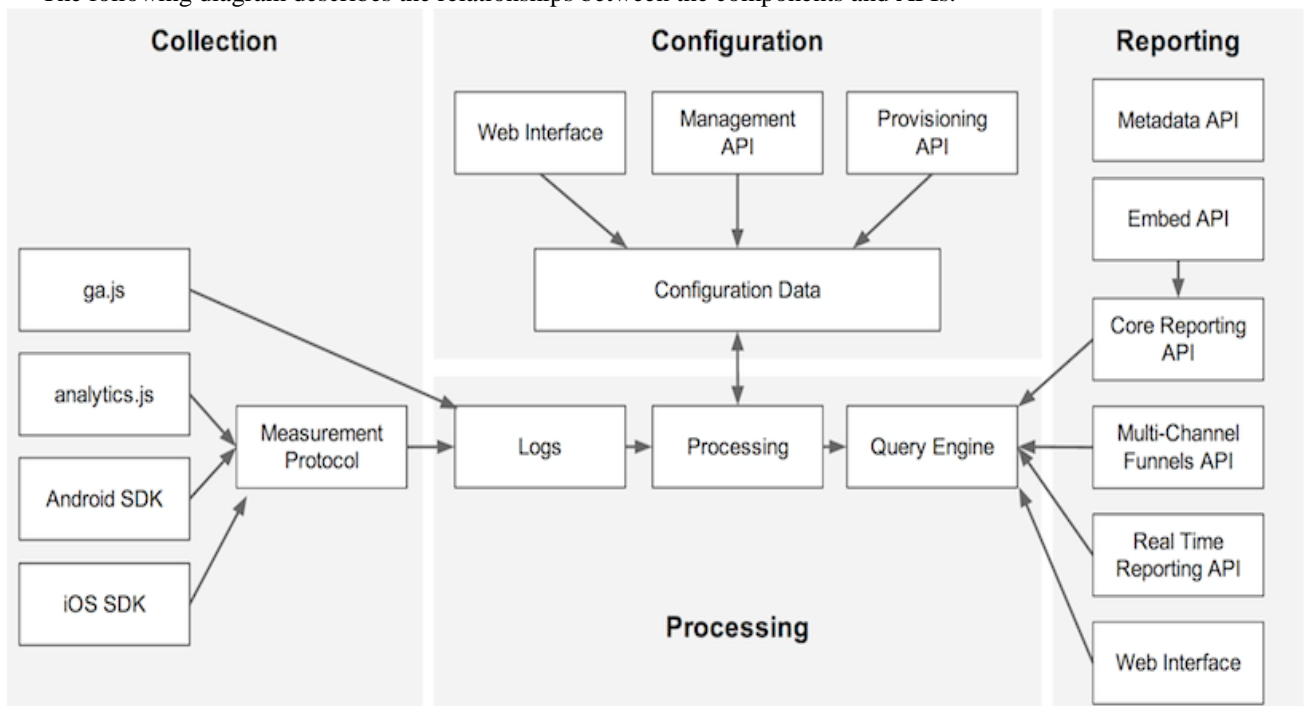 The following diagram describes the relationships between the components and APIs.
Collection
ga.js
analytics.js
Android SDK
iOS SDK
Measurement
Protocol
Configuration
Web Interface
Management
API
Provisioning
API
Configuration Data
Logs
Processing
Query Engine
Processing
Reporting
Metadata API
Embed API
Core Reporting
API
Multi-Channel
Funnels API
Real Time
Reporting API
Web Interface